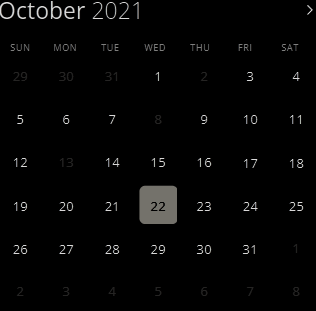 October 2021
SUN MON TUE WED THU FRI SAT
29 30 31 1 2 3 4
5 6 7 8 9 10 11
12 13 14 15 16 17 18
19 20 21 22 23 24 25
26 27 28 29 30 31 1
2 3 4 5 6 7 8